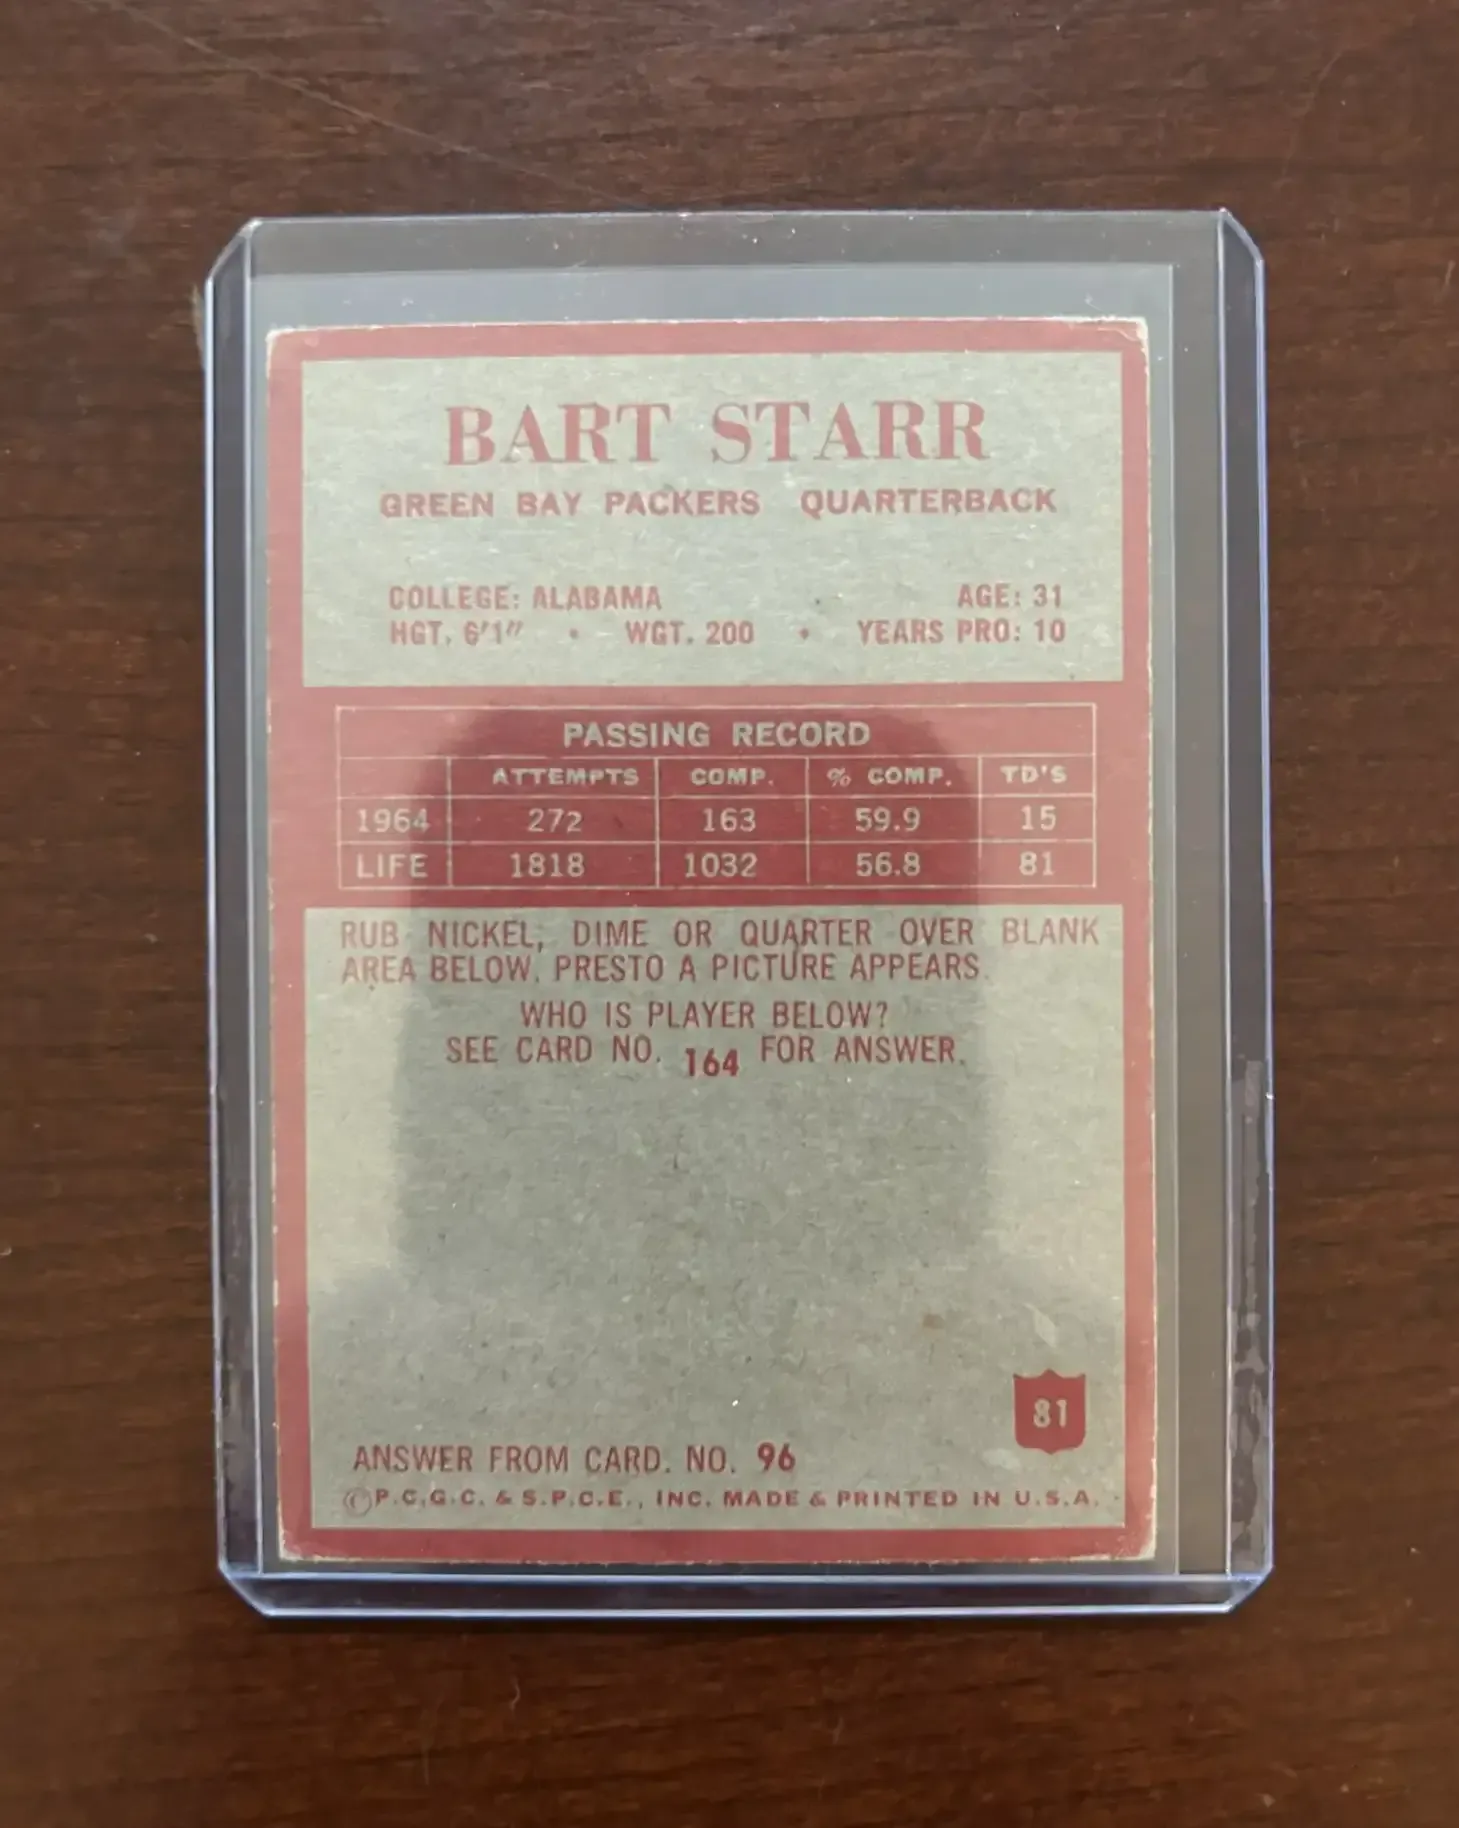 BART STARR
GREEN BAY PACKERS QUARTERBACK
COLLEGE: ALABAMA AGE: 31
HGT. 6'1" • WGT. 200 • YEARS PRO: 10
PASSING RECORD
ATTEMPTS COMP. % COMP. TD'S
1964 272 163 59.9 15
LIFE 1818 1032 56.8 81
RUB NICKEL, DIME OR QUARTER OVER BLANK
AREA BELOW. PRESTO A PICTURE APPEARS.
WHO IS PLAYER BELOW?
SEE CARD NO. 164 FOR ANSWER.
81
ANSWER FROM CARD. NO. 96
©P.C.G.C. & S.P.C.E., INC. MADE & PRINTED IN U.S.A.